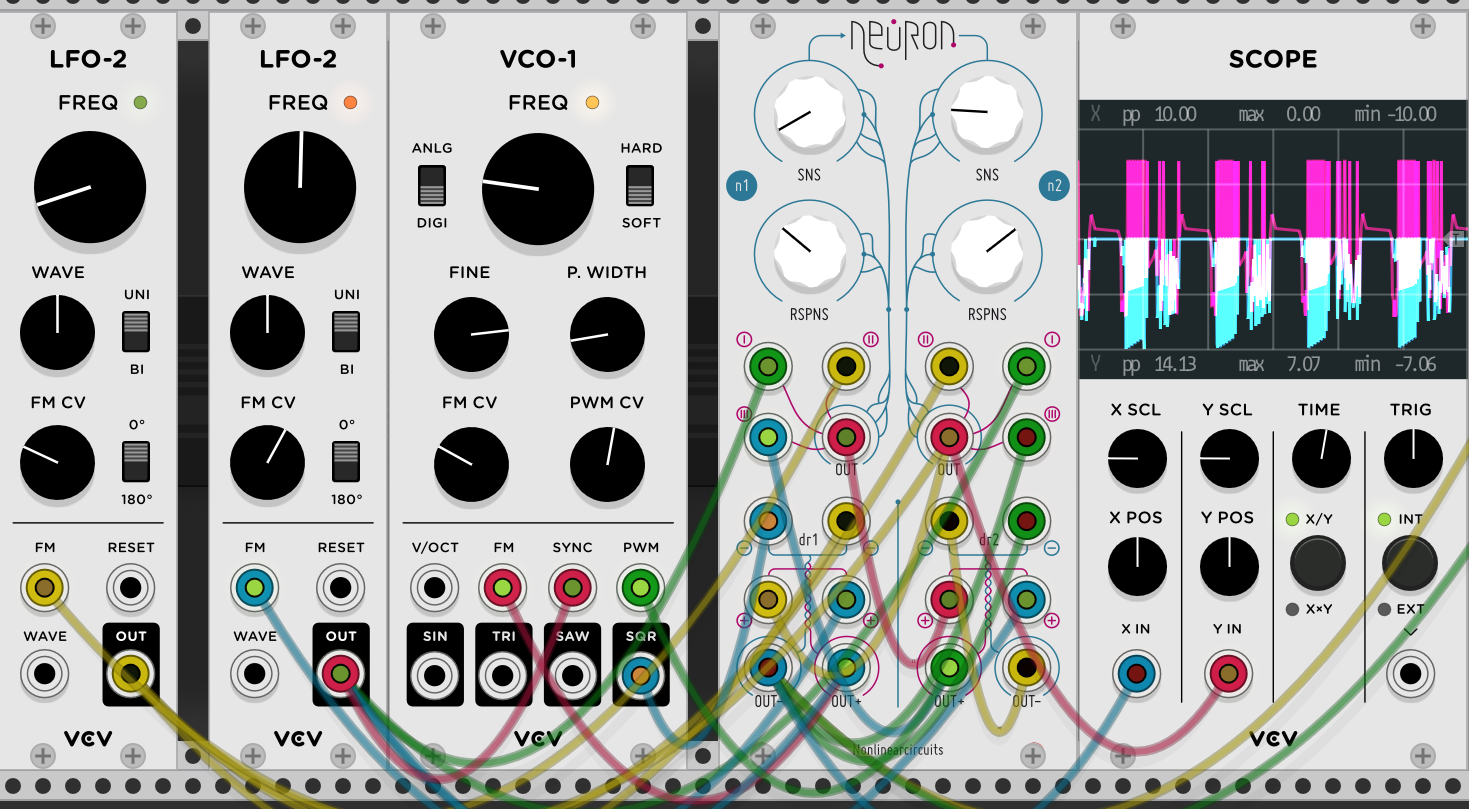 LFO-2
FREQ
WAVE
UNI
BI
FM CV
0°
180°
FM
RESET
WAVE
OUT
VCV
LFO-2
FREQ
WAVE
UNI
BI
FM CV
0°
180°
FM
RESET
WAVE
OUT
VCV
VCO-1
FREQ
ANLG
DIGI
HARD
SOFT
FINE
P. WIDTH
FM CV
PWM CV
V/OCT
FM
SYNC
PWM
SIN
TRI
SAW
SQR
VCV
neuron
SNS
SNS
n1
n2
RSPNS
RSPNS
I
II
II
I
III
III
OUT
OUT
dr1
dr2
OUT-
OUT+
OUT+
OUT-
Nonlinearcircuits
SCOPE
X pp 10.00 max 0.00 min -10.00
T
Y pp 14.13 max 7.07 min -7.06
X SCL
Y SCL
TIME
TRIG
X POS
Y POS
X/Y
INT
X×Y
EXT
X IN
Y IN
VCV